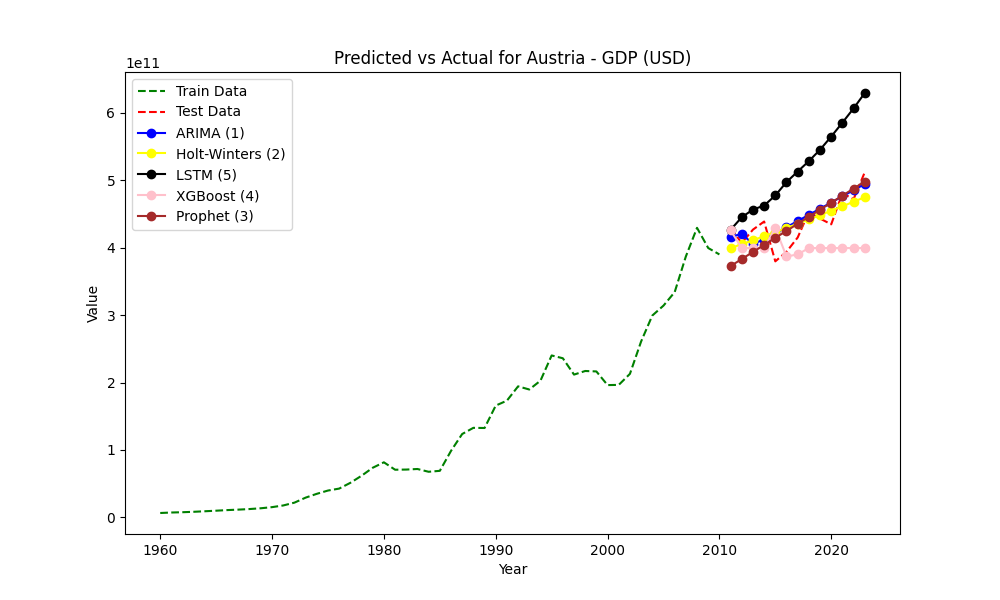 Predicted vs Actual for Austria - GDP (USD)
1e11
Train Data
Test Data
ARIMA (1)
Holt-Winters (2)
LSTM (5)
XGBoost (4)
Prophet (3)
6
5
4
3
2
1
0
Value
1960 1970 1980 1990 2000 2010 2020
Year